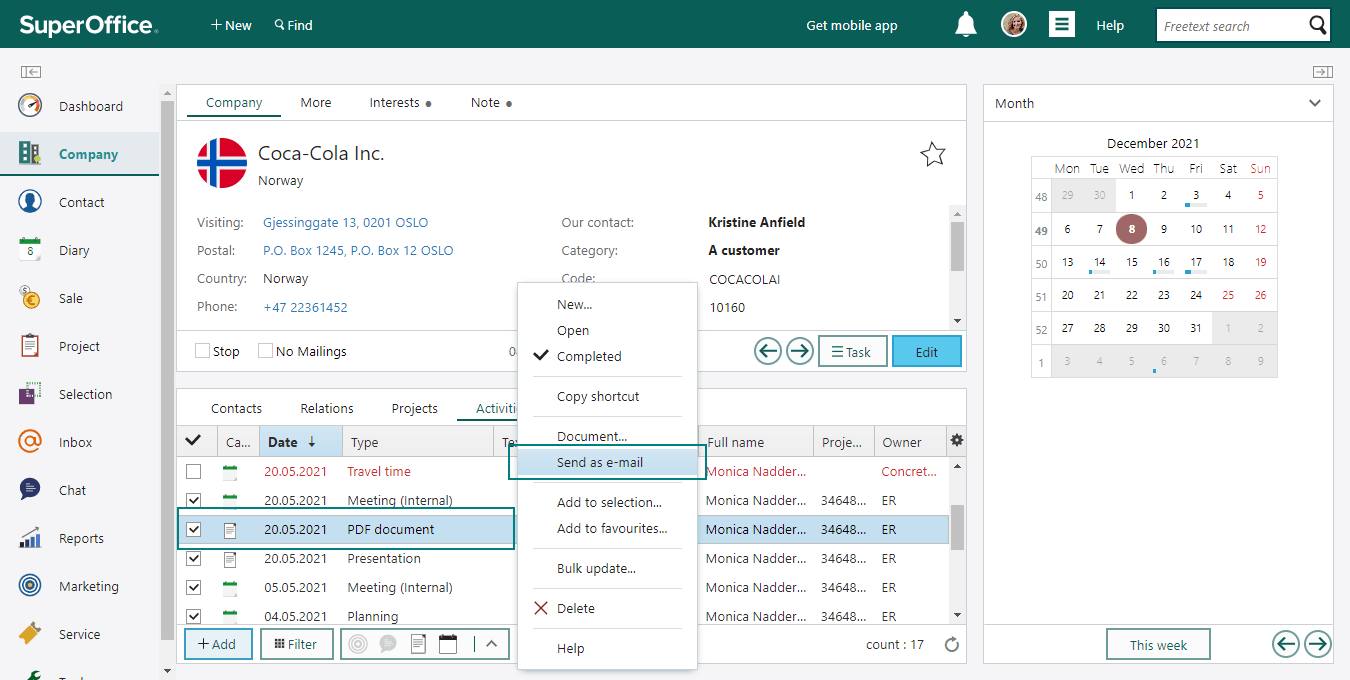 SuperOffice.
New
Find
Get mobile app
Help
Freetext search
Dashboard
Company
Contact
8
Diary
Sale
Project
Selection
Inbox
Chat
Reports
Marketing
Service
Company More Interests Note
Coca-Cola Inc.
Norway
Visiting: Gjessinggate 13, 0201 OSLO
Postal: P.O. Box 1245, P.O. Box 12 OSLO
Country: Norway
Phone: +47 22361452
Our contact: Kristine Anfield
Category: A customer
Code: COCACOLAI
10160
Stop No Mailings
Task
Edit
Contacts Relations Projects
Ca... Date Type
Full name Proje... Owner
20.05.2021 Travel time Monica Nadder... Concret...
20.05.2021 Meeting (Internal) Monica Nadder... 34648... ER
20.05.2021 PDF document Monica Nadder... 34648... ER
20.05.2021 Presentation Monica Nadder... 34648... ER
05.05.2021 Meeting (Internal) Monica Nadder... 34648... ER
04.05.2021 Planning Monica Nadder... 34648... ER
+ Add
Filter
count : 17
New...
Open
Completed
Copy shortcut
Document...
Send as e-mail
Add to selection...
Add to favourites...
Bulk update...
Delete
Help
Month
December 2021
Mon Tue Wed Thu Fri Sat Sun
48 29 30 1 2 3 4 5
49 6 7 8 9 10 11 12
50 13 14 15 16 17 18 19
51 20 21 22 23 24 25 26
52 27 28 29 30 31 1 2
1 3 4 5 6 7 8 9
This week